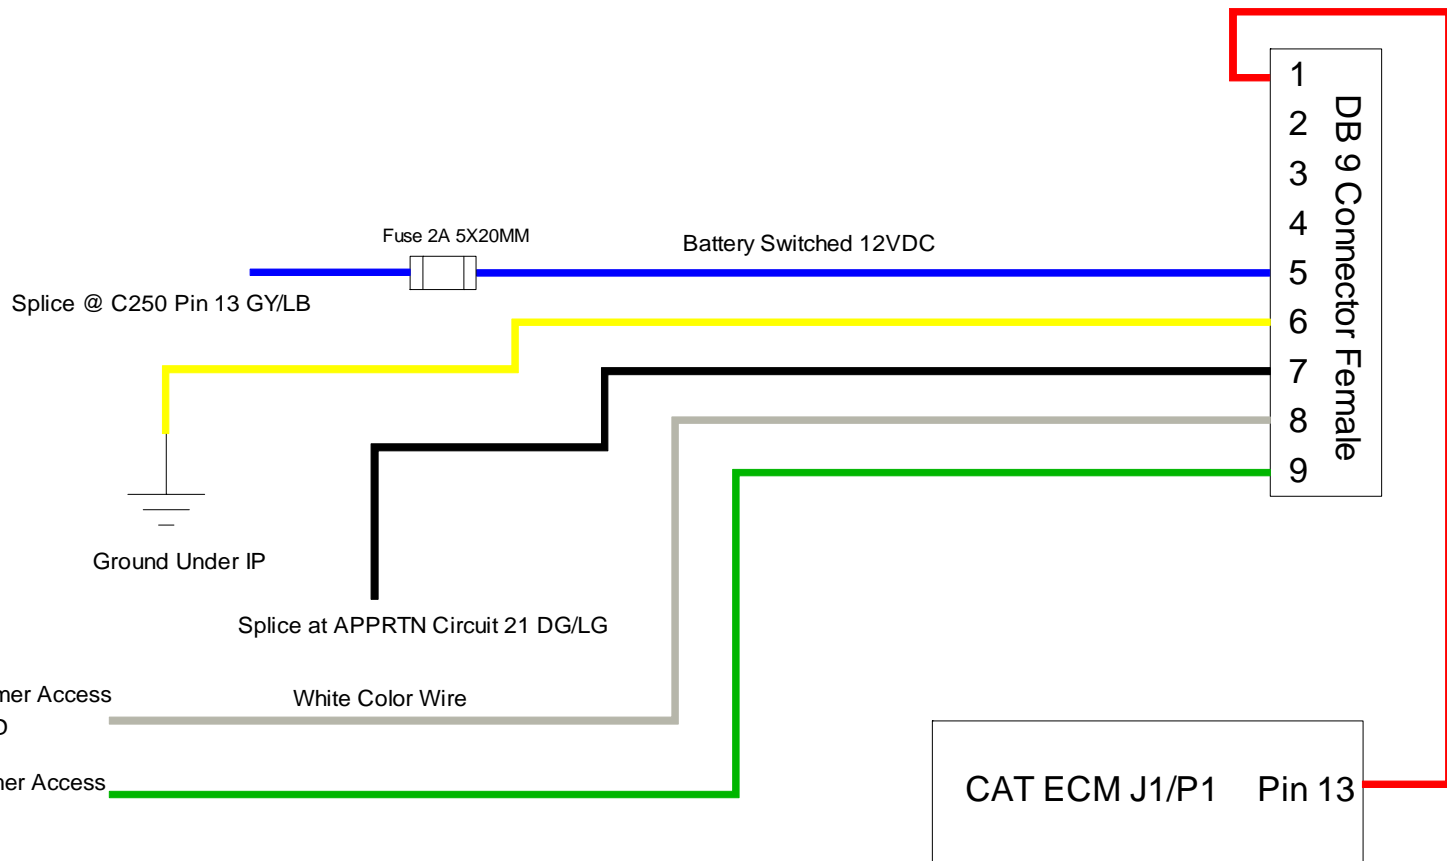 1
2
3
4
5
6
7
8
9
DB 9 Connector Female
Fuse 2A 5X20MM
Battery Switched 12VDC
Splice @ C250 Pin 13 GY/LB
Ground Under IP
Splice at APPRTN Circuit 21 DG/LG
Access
White Color Wire
Access
CAT ECM J1/P1 Pin 13